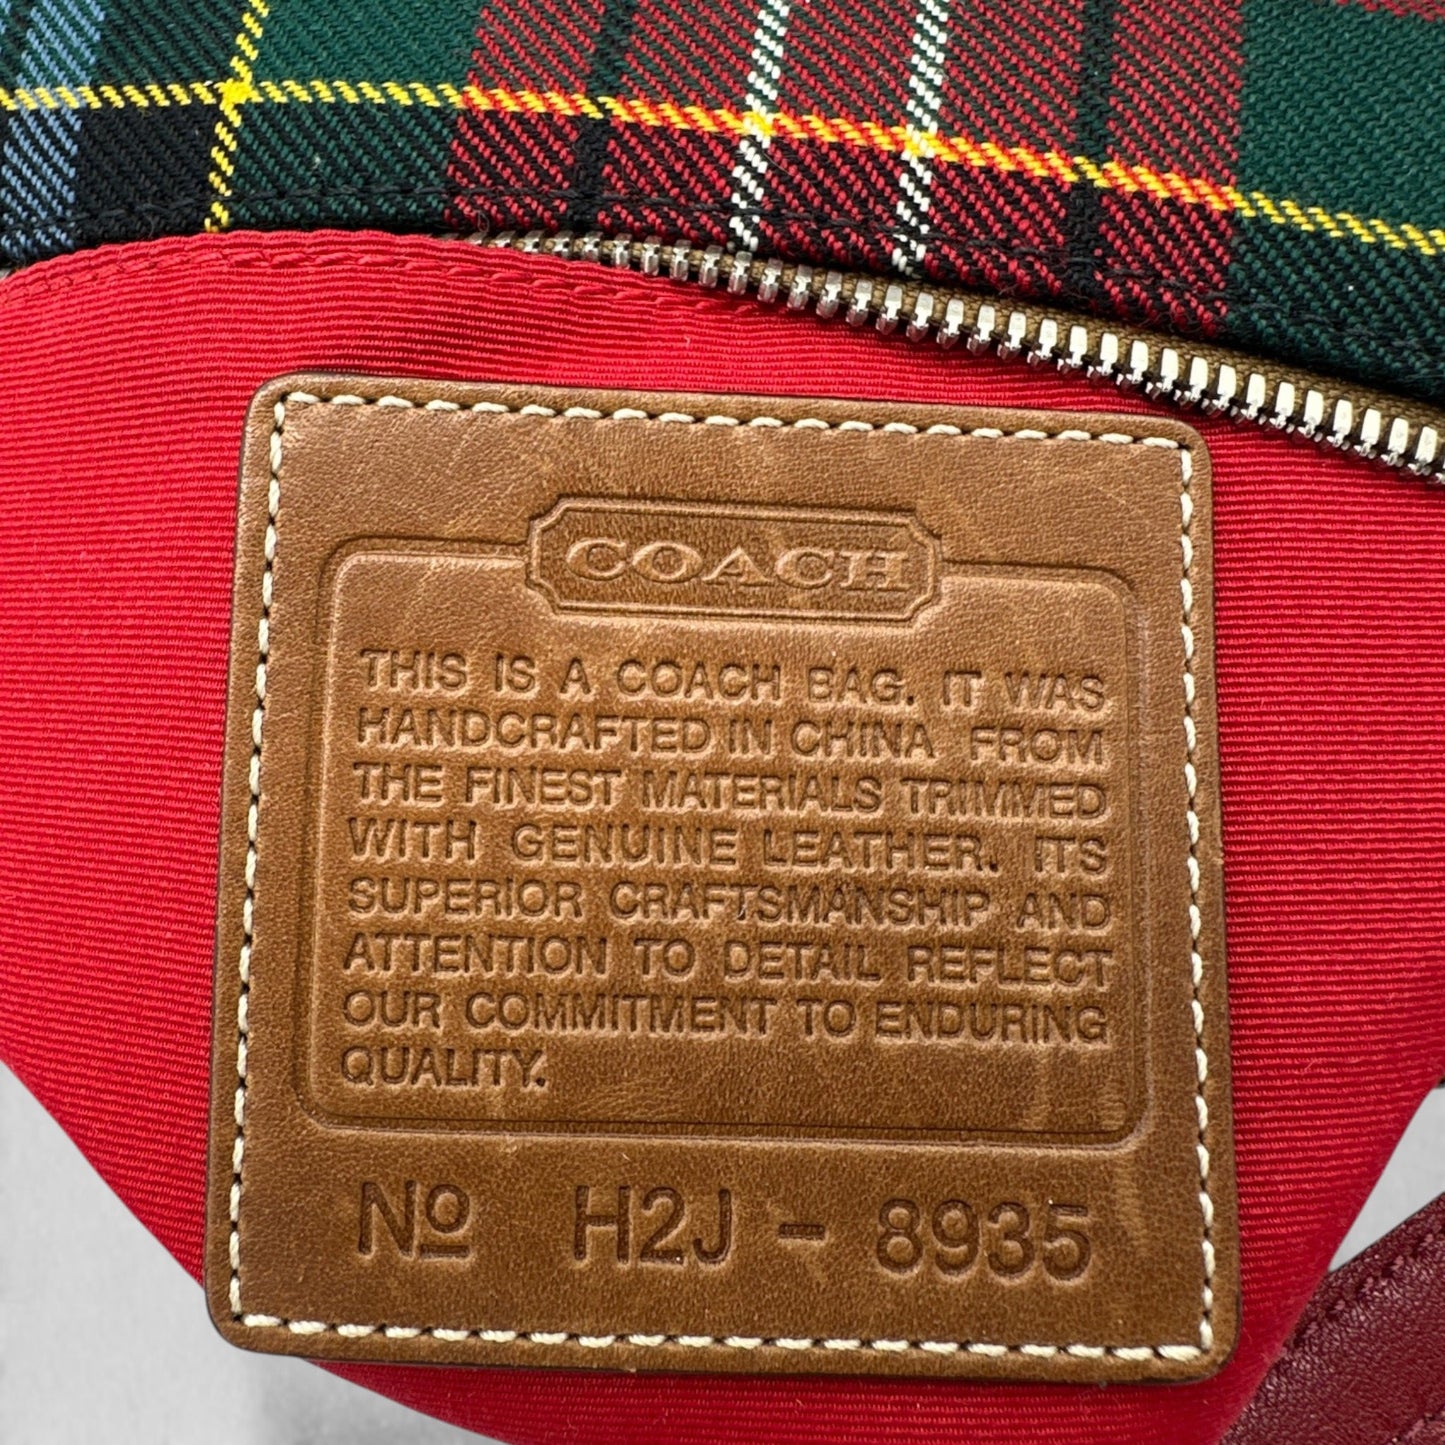 COACH
THIS IS A COACH BAG. IT WAS
HANDCRAFTED IN CHINA FROM
THE FINEST MATERIALS TRIMMED
WITH GENUINE LEATHER. ITS
SUPERIOR CRAFTSMANSHIP AND
ATTENTION TO DETAIL REFLECT
OUR COMMITMENT TO ENDURING
QUALITY.
Nº H2J - 8935